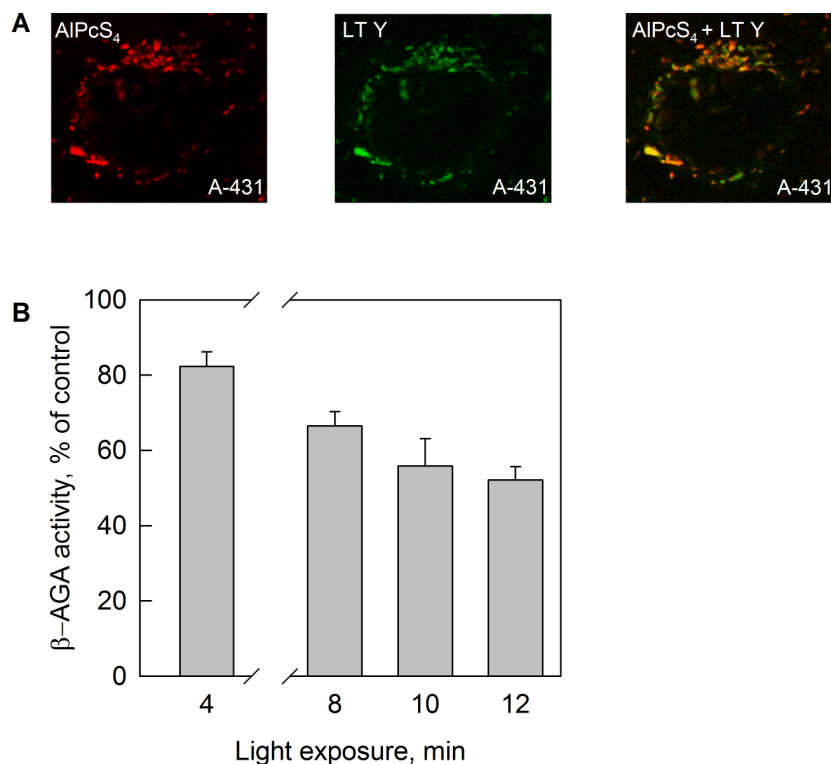 A
AlPcS₄
LT Y
AlPcS₄ + LT Y
A-431
A-431
A-431
B
β−AGA activity, % of control
100
80
60
40
20
0
4
8
10
12
Light exposure, min